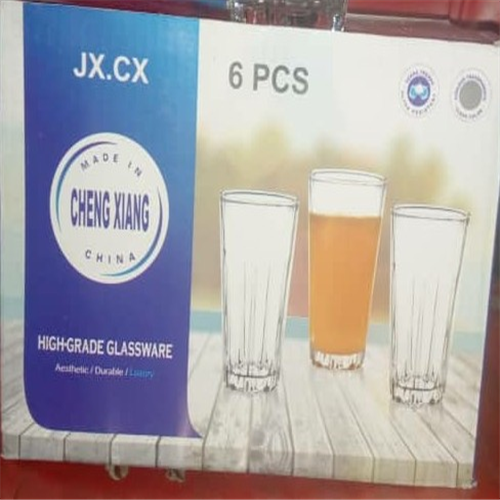 JX.CX
6 PCS
MADE IN
CHENG XIANG
CHINA
HIGH-GRADE GLASSWARE
Aesthetic / Durable / Luxury